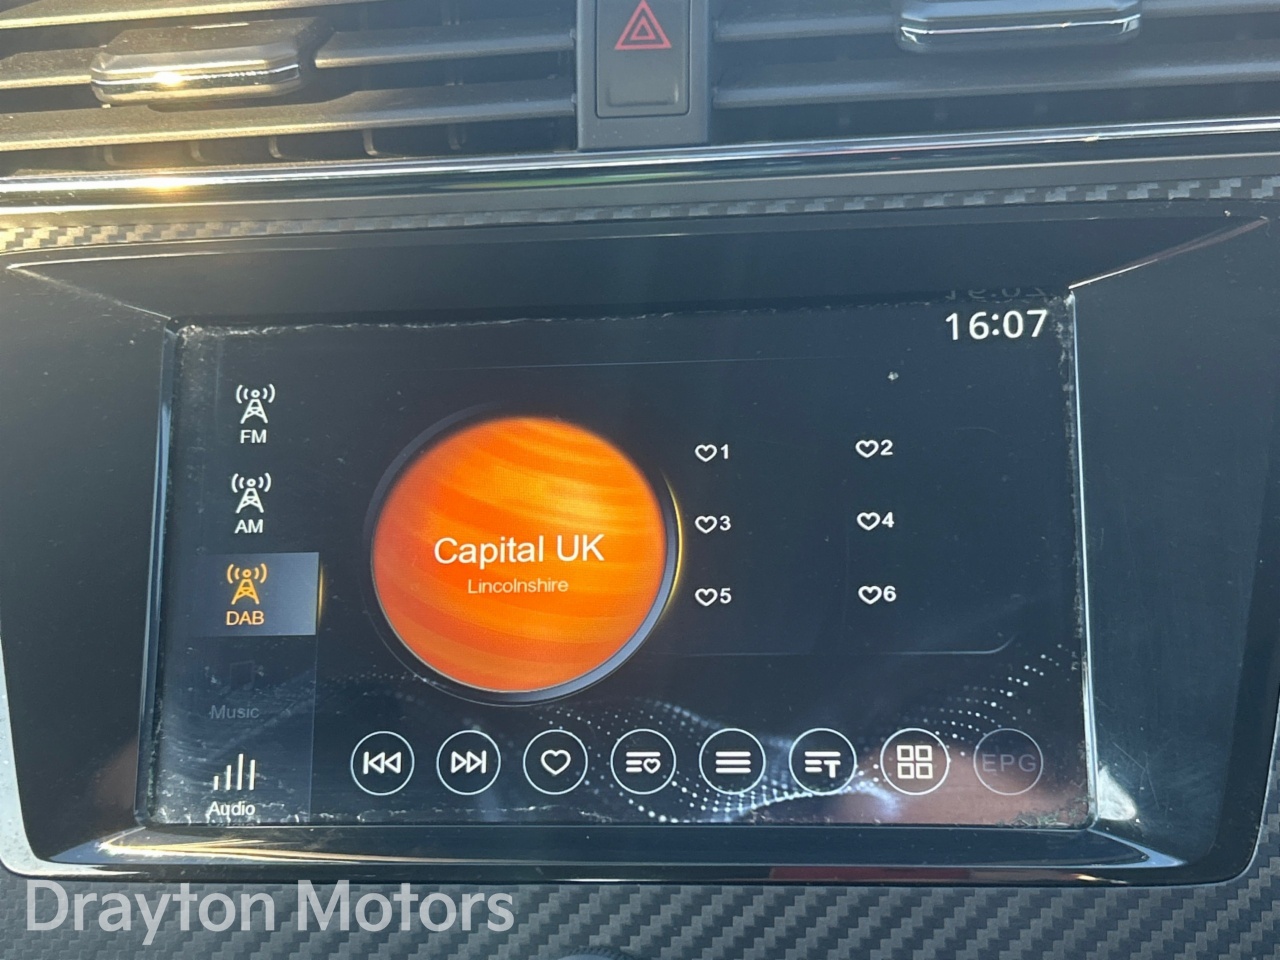 16:07
FM
AM
DAB
Music
Audio
Capital UK
Lincolnshire
1
2
3
4
5
6
EPG
Drayton Motors